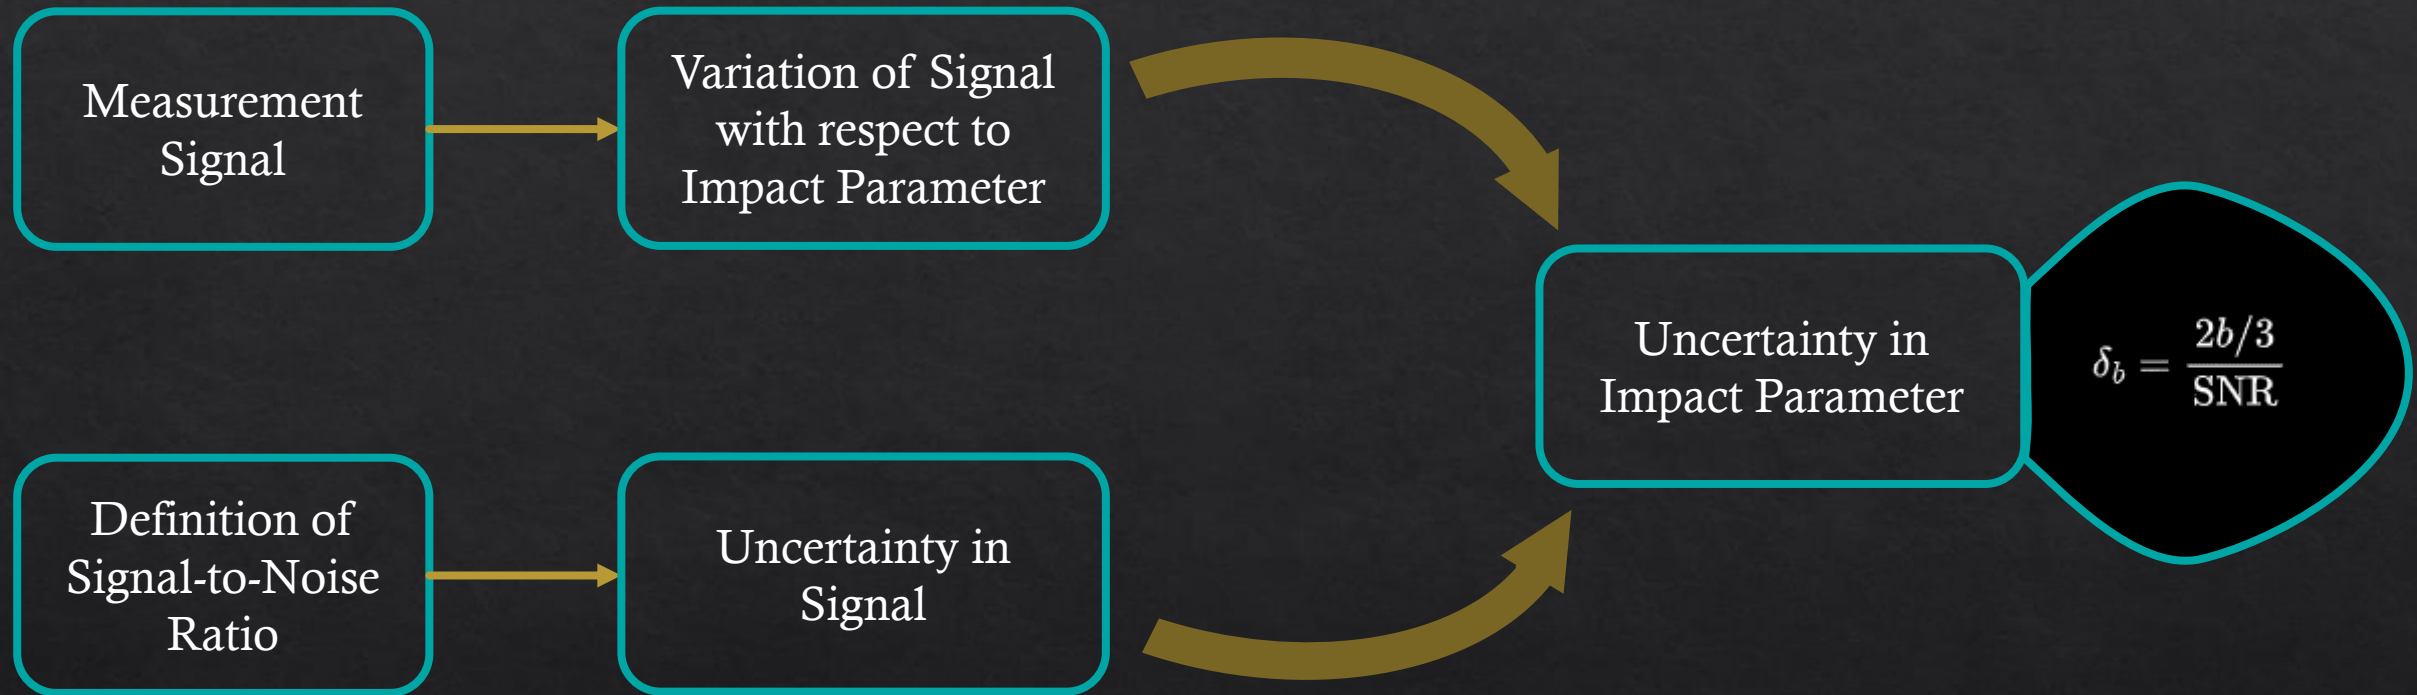 Measurement
Signal
Variation of Signal
with respect to
Impact Parameter
Definition of
Signal-to-Noise
Ratio
Uncertainty in
Signal
Uncertainty in
Impact Parameter
δ_b = (2b/3)/SNR